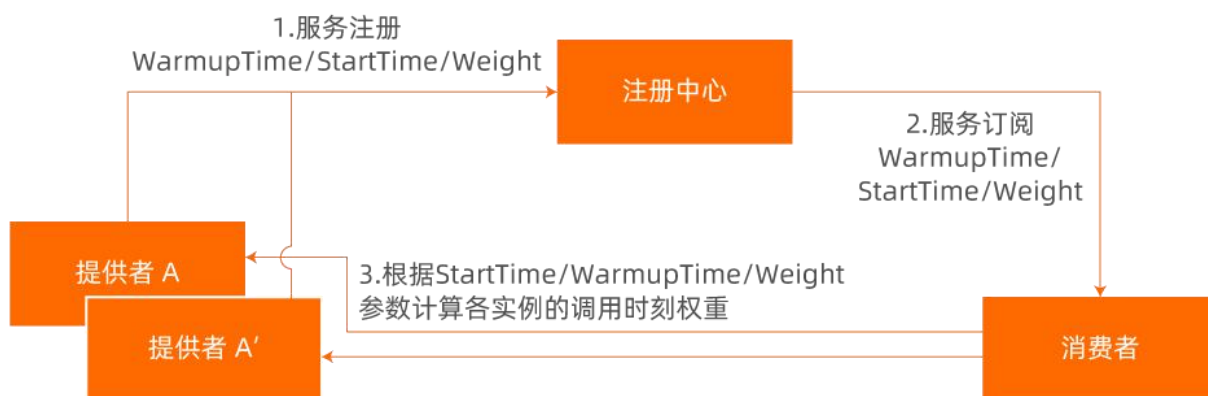 1.服务注册
WarmupTime/StartTime/Weight
注册中心
2.服务订阅
WarmupTime/
StartTime/Weight
提供者 A
3.根据StartTime/WarmupTime/Weight
参数计算各实例的调用时刻权重
提供者 A′
消费者